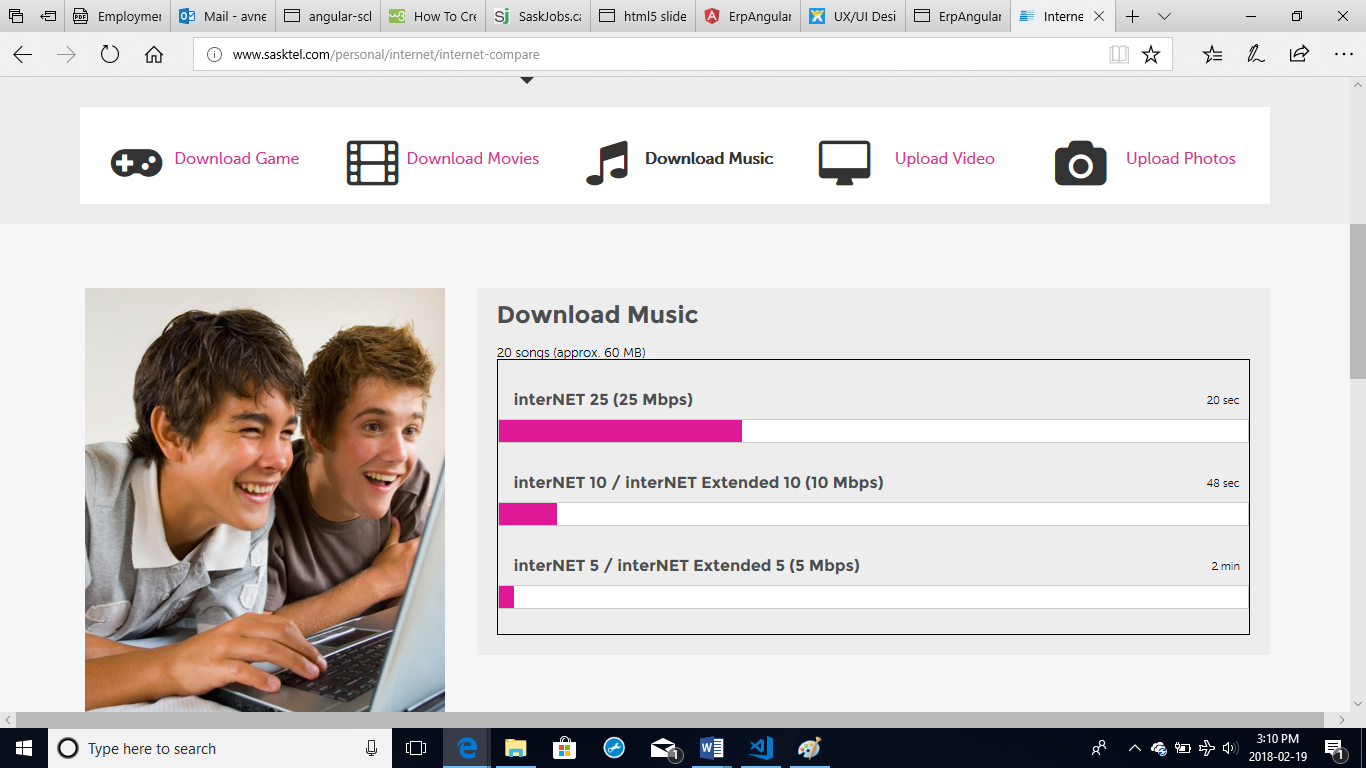 Employmer
Mail - avne
angular-scl
How To Cre
SaskJobs.ca
html5 slide
ErpAngular
UX/UI Desi
ErpAngular
Interne
www.sasktel.com/personal/internet/internet-compare
Download Game
Download Movies
Download Music
Upload Video
Upload Photos
Download Music
20 songs (approx. 60 MB)
interNET 25 (25 Mbps)
20 sec
interNET 10 / interNET Extended 10 (10 Mbps)
48 sec
interNET 5 / interNET Extended 5 (5 Mbps)
2 min
Type here to search
1
3:10 PM
2018-02-19
1